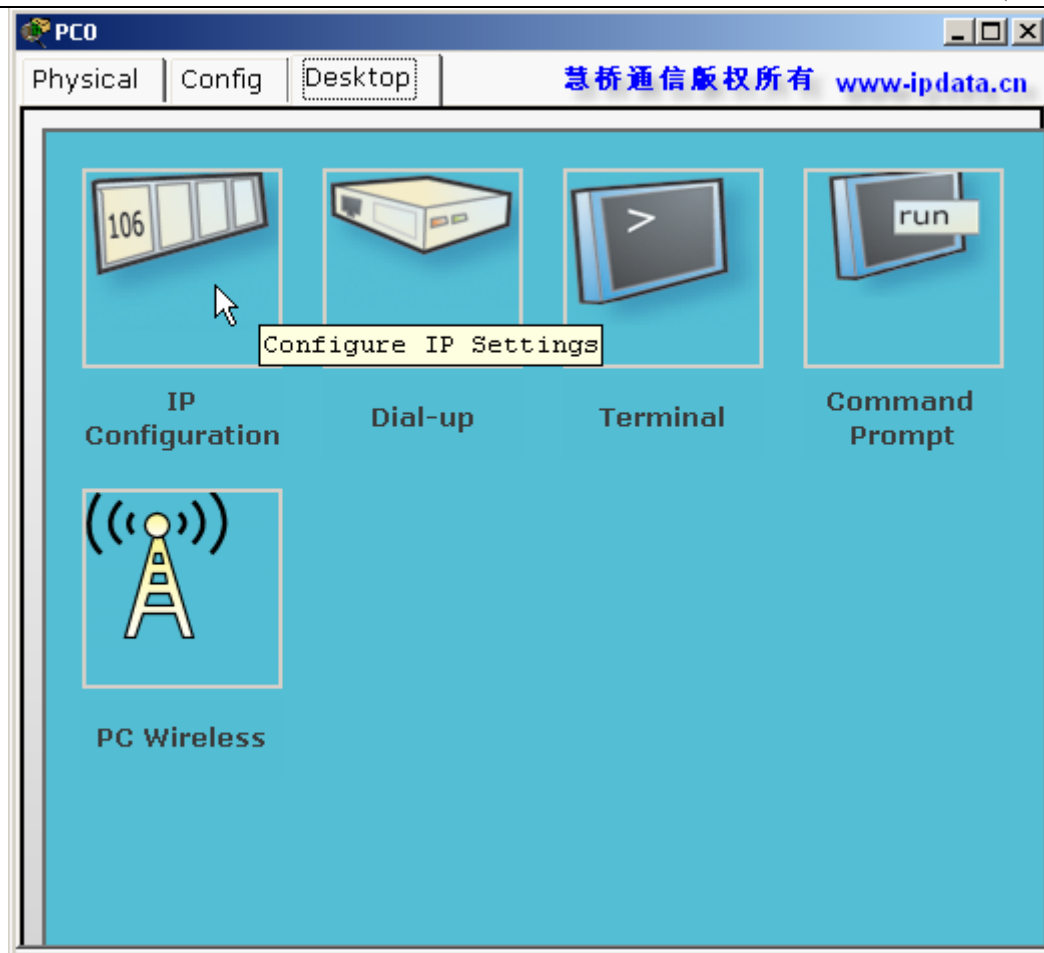 PC0
Physical Config Desktop 慧桥通信版权所有 www.ipdata.cn
106
>
run
Configure IP Settings
IP
Configuration
Dial-up
Terminal
Command
Prompt
PC Wireless